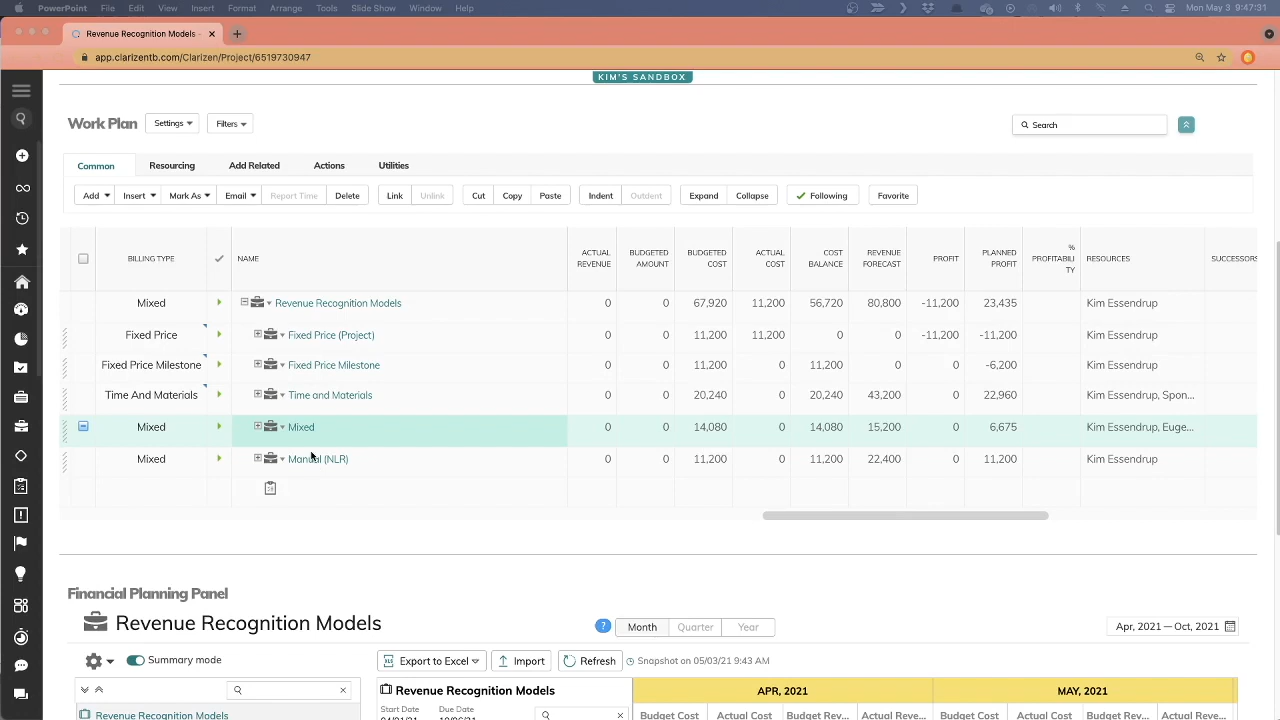 PowerPoint File Edit View Insert Format Arrange Tools Slide Show Window Help Mon May 3 9:47:31
Revenue Recognition Models -
app.clarizentb.com/Clarizen/Project/6519730947
KIM'S SANDBOX
Work Plan Settings Filters Search
Common Resourcing Add Related Actions Utilities
Add Insert Mark As Email Report Time Delete Link Unlink Cut Copy Paste Indent Outdent Expand Collapse Following Favorite
BILLING TYPE NAME ACTUAL REVENUE BUDGETED AMOUNT BUDGETED COST ACTUAL COST COST BALANCE REVENUE FORECAST PROFIT PLANNED PROFIT % PROFITABILITY RESOURCES SUCCESSORS
Mixed Revenue Recognition Models 0 0 67,920 11,200 56,720 80,800 -11,200 23,435 Kim Essendrup
Fixed Price Fixed Price (Project) 0 0 11,200 11,200 0 0 -11,200 -11,200 Kim Essendrup
Fixed Price Milestone Fixed Price Milestone 0 0 11,200 0 11,200 0 0 -6,200 Kim Essendrup
Time And Materials Time and Materials 0 0 20,240 0 20,240 43,200 0 22,960 Kim Essendrup, Spon...
Mixed Mixed 0 0 14,080 0 14,080 15,200 0 6,675 Kim Essendrup, Euge...
Mixed Manual (NLR) 0 0 11,200 0 11,200 22,400 0 11,200 Kim Essendrup
Financial Planning Panel
Revenue Recognition Models ? Month Quarter Year Apr, 2021 — Oct, 2021
Summary mode Export to Excel Import Refresh Snapshot on 05/03/21 9:43 AM
Revenue Recognition Models APR, 2021 MAY, 2021
Start Date Due Date
Revenue Recognition Models Budget Cost Actual Cost Budget Rev... Actual Reve... Budget Cost Actual Cost Budget Rev... Actual Reve...